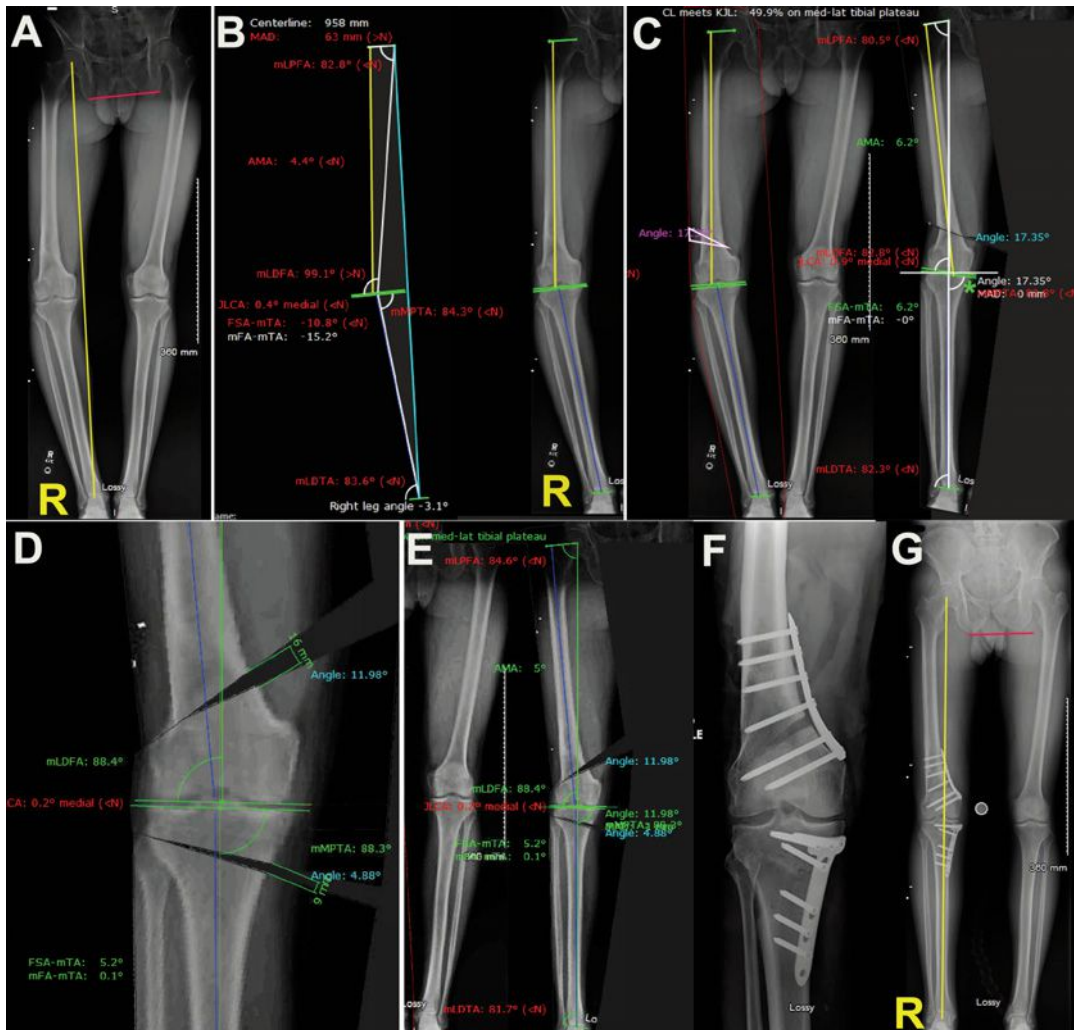 A
R
360 mm
Lossy
B
Centerline: 958 mm
MAD: 63 mm (>N)
mLPFA: 82.8° (<N)
AMA: 4.4° (<N)
mLDFA: 99.1° (>N)
JLCA: 0.4° medial (<N)
mMPTA: 84.3° (<N)
FSA-mTA: -10.8° (<N)
mFA-mTA: -15.2°
mLDTA: 83.6° (<N)
Right leg angle -3.1°
R
C
CL meets KJL: 49.9% on med-lat tibial plateau
mLPFA: 80.5° (<N)
AMA: 6.2°
Angle: 17.35°
Angle: 17.35°
MAD: 0 mm
*
FSA-mTA: 6.2°
mFA-mTA: -0°
360 mm
mLDTA: 82.3° (<N)
Lossy
D
16 mm
Angle: 11.98°
mLDFA: 88.4°
CA: 0.2° medial (<N)
mMPTA: 88.3°
Angle: 4.88°
FSA-mTA: 5.2°
mFA-mTA: 0.1°
E
med-lat tibial plateau
mLPFA: 84.6° (<N)
AMA: 5°
Angle: 11.98°
mLDFA: 88.4°
Angle: 11.98°
Angle: 4.88°
FSA-mTA: 5.2°
mLDTA: 81.7° (<N)
Lossy
F
Lossy
G
360 mm
Lossy
R